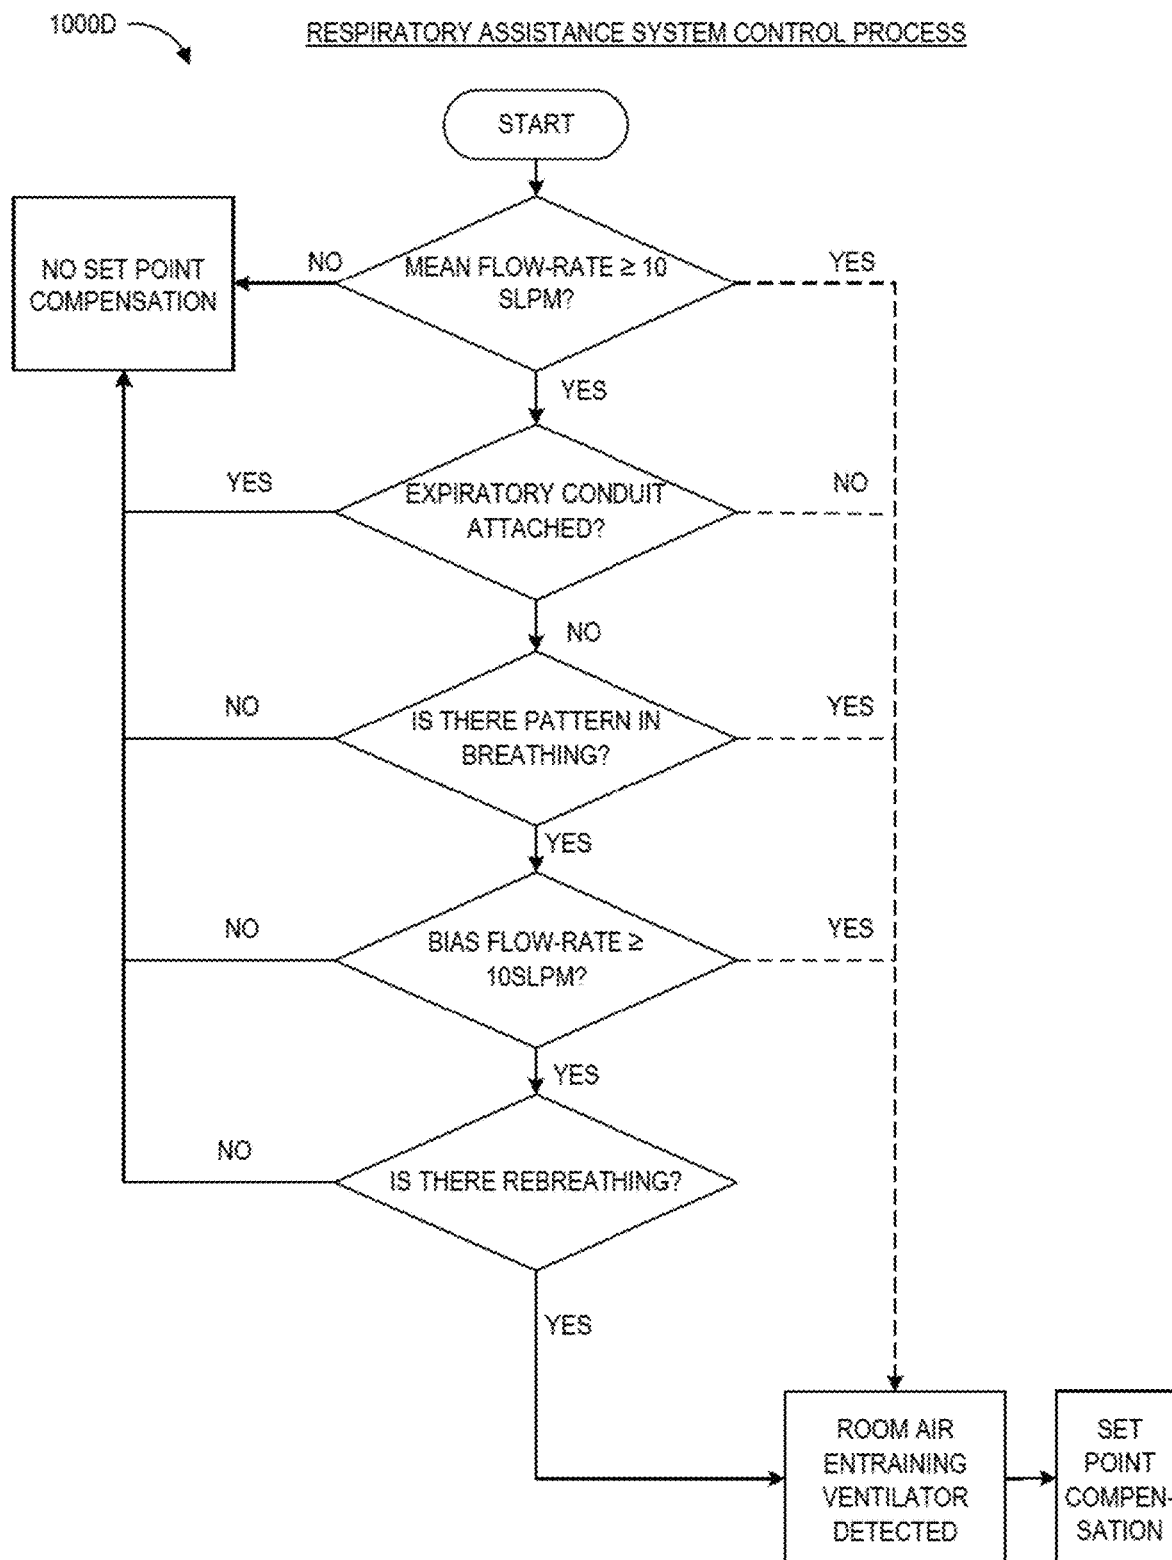 1000D
RESPIRATORY ASSISTANCE SYSTEM CONTROL PROCESS
START
NO SET POINT
COMPENSATION
NO
MEAN FLOW-RATE ≥ 10
SLPM?
YES
YES
YES
EXPIRATORY CONDUIT
ATTACHED?
NO
NO
NO
IS THERE PATTERN IN
BREATHING?
YES
YES
NO
BIAS FLOW-RATE ≥
10SLPM?
YES
YES
NO
IS THERE REBREATHING?
YES
ROOM AIR
ENTRAINING
VENTILATOR
DETECTED
SET
POINT
COMPEN-
SATION